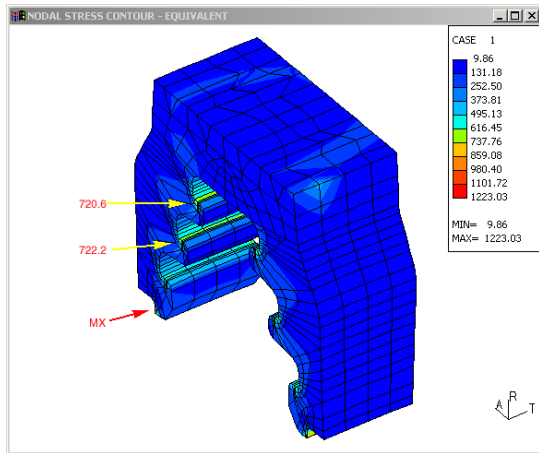 NODAL STRESS CONTOUR - EQUIVALENT
CASE 1
9.86
131.18
252.50
373.81
495.13
616.45
737.76
859.08
980.40
1101.72
1223.03
MIN= 9.86
MAX= 1223.03
720.6
722.2
MX
R
A T